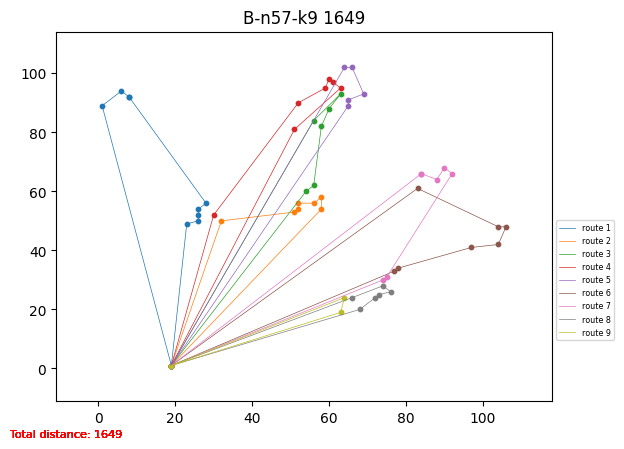 B-n57-k9 1649
100
80
60
40
20
0
0 20 40 60 80 100
route 1
route 2
route 3
route 4
route 5
route 6
route 7
route 8
route 9
Total distance: 1649